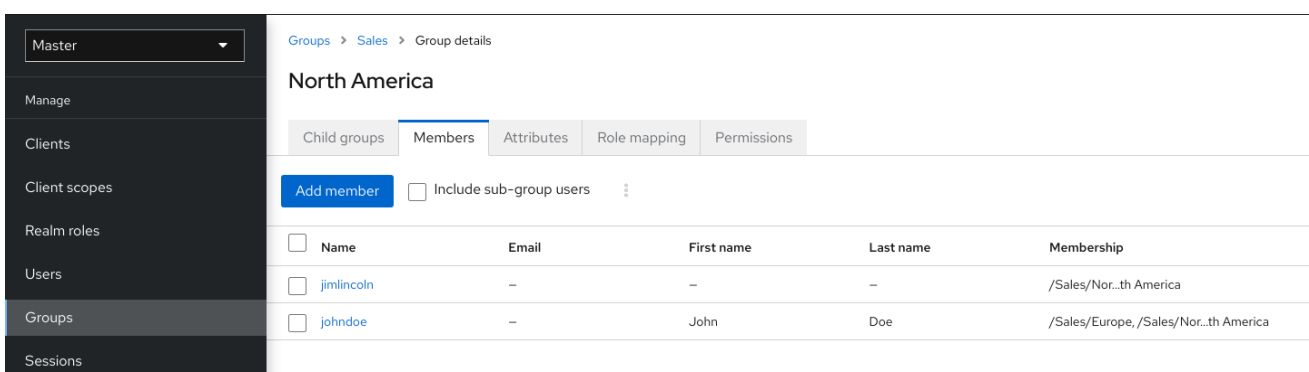 Master
Manage
Clients
Client scopes
Realm roles
Users
Groups
Sessions
Groups > Sales > Group details
North America
Child groups Members Attributes Role mapping Permissions
Add member Include sub-group users
Name Email First name Last name Membership
jimlincoln – – – /Sales/Nor...th America
johndoe – John Doe /Sales/Europe, /Sales/Nor...th America